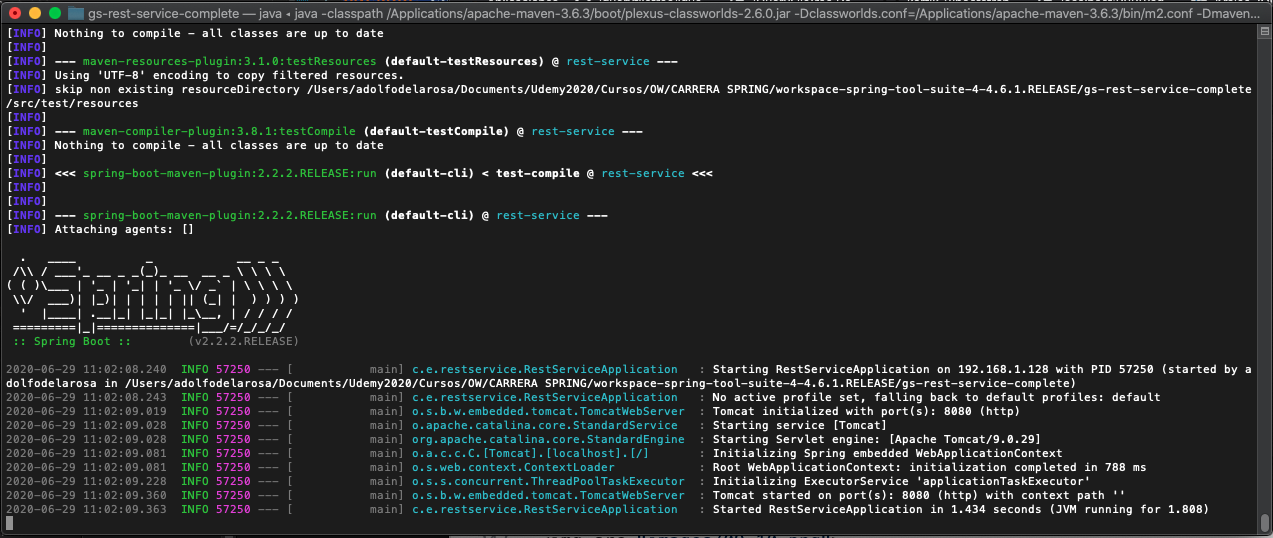 gs-rest-service-complete — java ◂ java -classpath /Applications/apache-maven-3.6.3/boot/plexus-classworlds-2.6.0.jar -Dclassworlds.conf=/Applications/apache-maven-3.6.3/bin/m2.conf -Dmaven...
[INFO] Nothing to compile - all classes are up to date
[INFO]
[INFO] --- maven-resources-plugin:3.1.0:testResources (default-testResources) @ rest-service ---
[INFO] Using 'UTF-8' encoding to copy filtered resources.
[INFO] skip non existing resourceDirectory /Users/adolfodelarosa/Documents/Udemy2020/Cursos/OW/CARRERA SPRING/workspace-spring-tool-suite-4-4.6.1.RELEASE/gs-rest-service-complete
/src/test/resources
[INFO]
[INFO] --- maven-compiler-plugin:3.8.1:testCompile (default-testCompile) @ rest-service ---
[INFO] Nothing to compile - all classes are up to date
[INFO]
[INFO] <<< spring-boot-maven-plugin:2.2.2.RELEASE:run (default-cli) < test-compile @ rest-service <<<
[INFO]
[INFO]
[INFO] --- spring-boot-maven-plugin:2.2.2.RELEASE:run (default-cli) @ rest-service ---
[INFO] Attaching agents: []
  .   ____          _            __ _ _
 /\\ / ___'_ __ _ _(_)_ __  __ _ \ \ \ \
( ( )\___ | '_ | '_| | '_ \/ _` | \ \ \ \
 \\/  ___)| |_)| | | | | || (_| |  ) ) ) )
  '  |____| .__|_| |_|_| |_\__, | / / / /
 =========|_|==============|___/=/_/_/_/
 :: Spring Boot ::        (v2.2.2.RELEASE)
2020-06-29 11:02:08.240  INFO 57250 --- [           main] c.e.restservice.RestServiceApplication   : Starting RestServiceApplication on 192.168.1.128 with PID 57250 (started by a
dolfodelarosa in /Users/adolfodelarosa/Documents/Udemy2020/Cursos/OW/CARRERA SPRING/workspace-spring-tool-suite-4-4.6.1.RELEASE/gs-rest-service-complete)
2020-06-29 11:02:08.243  INFO 57250 --- [           main] c.e.restservice.RestServiceApplication   : No active profile set, falling back to default profiles: default
2020-06-29 11:02:09.019  INFO 57250 --- [           main] o.s.b.w.embedded.tomcat.TomcatWebServer  : Tomcat initialized with port(s): 8080 (http)
2020-06-29 11:02:09.028  INFO 57250 --- [           main] o.apache.catalina.core.StandardService   : Starting service [Tomcat]
2020-06-29 11:02:09.028  INFO 57250 --- [           main] org.apache.catalina.core.StandardEngine  : Starting Servlet engine: [Apache Tomcat/9.0.29]
2020-06-29 11:02:09.081  INFO 57250 --- [           main] o.a.c.c.C.[Tomcat].[localhost].[/]       : Initializing Spring embedded WebApplicationContext
2020-06-29 11:02:09.081  INFO 57250 --- [           main] o.s.web.context.ContextLoader            : Root WebApplicationContext: initialization completed in 788 ms
2020-06-29 11:02:09.228  INFO 57250 --- [           main] o.s.s.concurrent.ThreadPoolTaskExecutor  : Initializing ExecutorService 'applicationTaskExecutor'
2020-06-29 11:02:09.360  INFO 57250 --- [           main] o.s.b.w.embedded.tomcat.TomcatWebServer  : Tomcat started on port(s): 8080 (http) with context path ''
2020-06-29 11:02:09.363  INFO 57250 --- [           main] c.e.restservice.RestServiceApplication   : Started RestServiceApplication in 1.434 seconds (JVM running for 1.808)